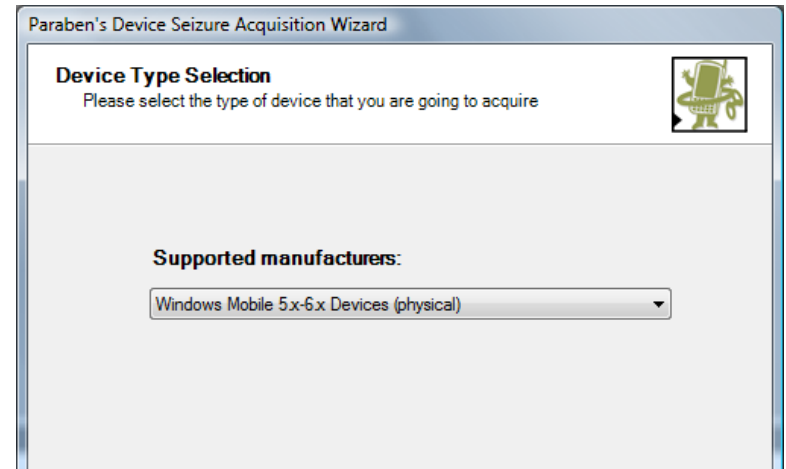 Paraben's Device Seizure Acquisition Wizard
Device Type Selection
Please select the type of device that you are going to acquire
Supported manufacturers:
Windows Mobile 5.x-6.x Devices (physical)